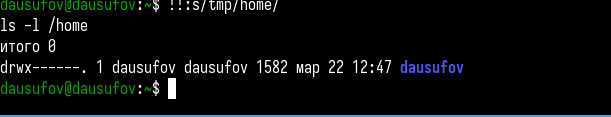 dausufov@dausufov:~$ !!:s/tmp/home/
ls -l /home
итого 0
drwx------. 1 dausufov dausufov 1582 мар 22 12:47 dausufov
dausufov@dausufov:~$